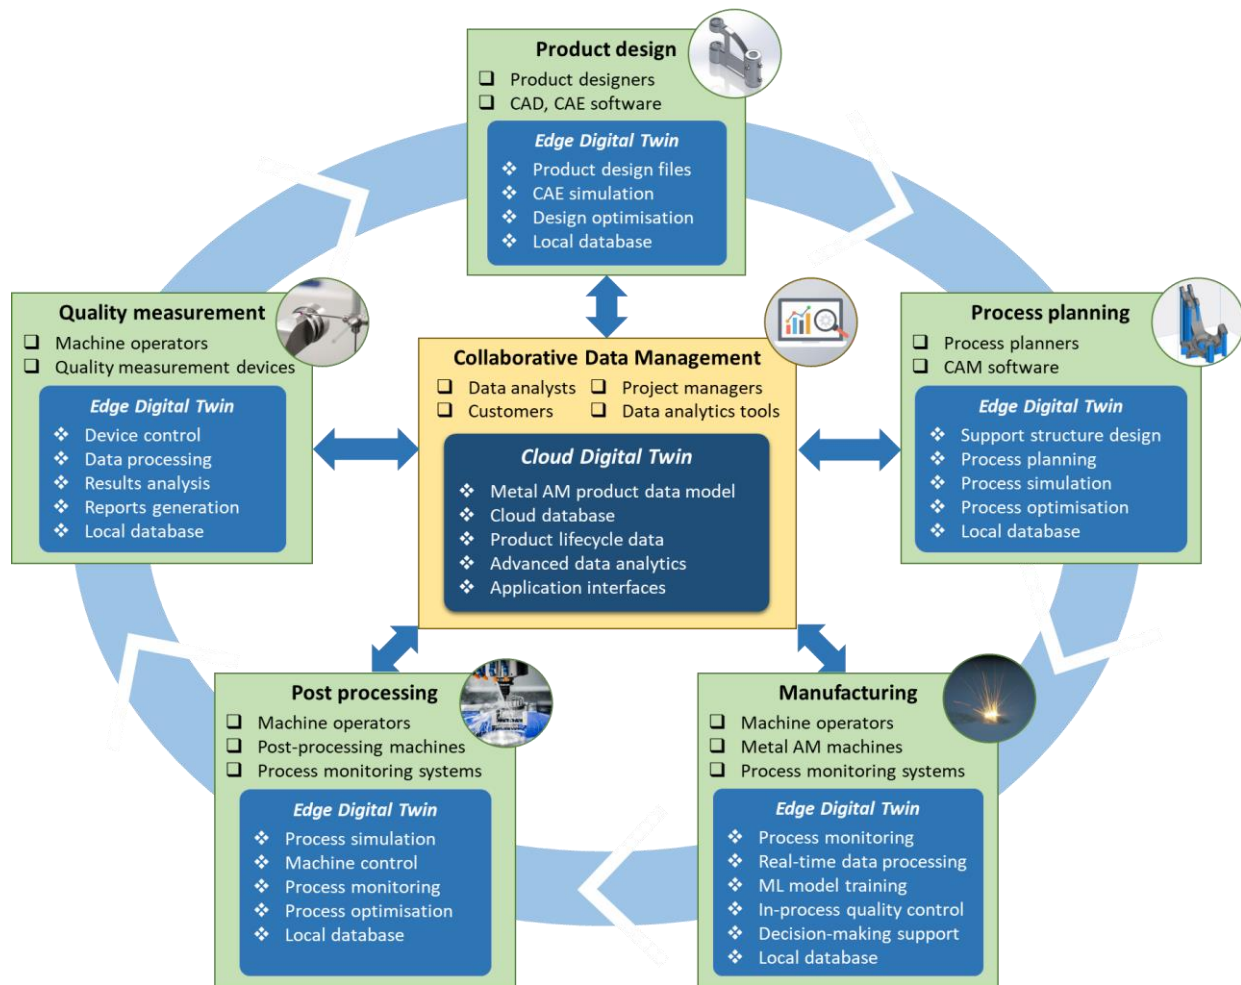 Product design
Product designers
CAD, CAE software
Edge Digital Twin
Product design files
CAE simulation
Design optimisation
Local database
Quality measurement
Machine operators
Quality measurement devices
Edge Digital Twin
Device control
Data processing
Results analysis
Reports generation
Local database
Collaborative Data Management
Data analysts
Project managers
Customers
Data analytics tools
Cloud Digital Twin
Metal AM product data model
Cloud database
Product lifecycle data
Advanced data analytics
Application interfaces
Process planning
Process planners
CAM software
Edge Digital Twin
Support structure design
Process planning
Process simulation
Process optimisation
Local database
Post processing
Machine operators
Post-processing machines
Process monitoring systems
Edge Digital Twin
Process simulation
Machine control
Process monitoring
Process optimisation
Local database
Manufacturing
Machine operators
Metal AM machines
Process monitoring systems
Edge Digital Twin
Process monitoring
Real-time data processing
ML model training
In-process quality control
Decision-making support
Local database